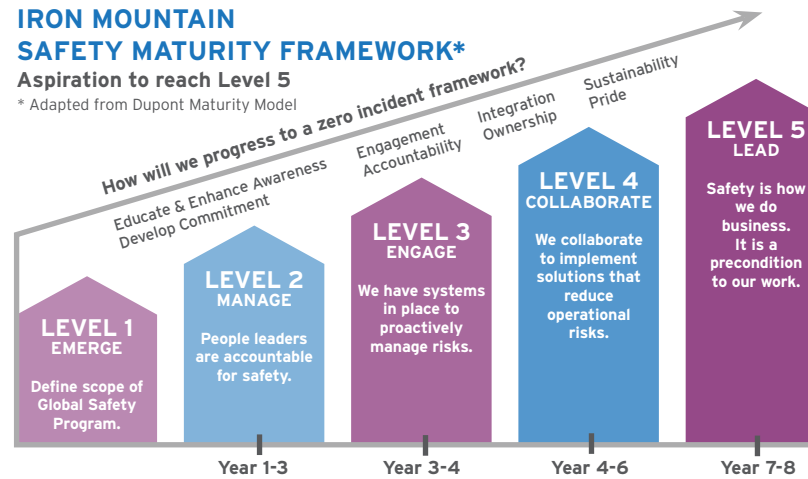 IRON MOUNTAIN
SAFETY MATURITY FRAMEWORK*
Aspiration to reach Level 5
* Adapted from Dupont Maturity Model
How will we progress to a zero incident framework?
Educate & Enhance Awareness
Develop Commitment
Engagement
Accountability
Integration
Ownership
Sustainability
Pride
LEVEL 1
EMERGE
Define scope of
Global Safety
Program.
LEVEL 2
MANAGE
People leaders
are accountable
for safety.
LEVEL 3
ENGAGE
We have systems
in place to
proactively
manage risks.
LEVEL 4
COLLABORATE
We collaborate
to implement
solutions that
reduce
operational
risks.
LEVEL 5
LEAD
Safety is how
we do
business.
It is a
precondition
to our work.
Year 1-3
Year 3-4
Year 4-6
Year 7-8